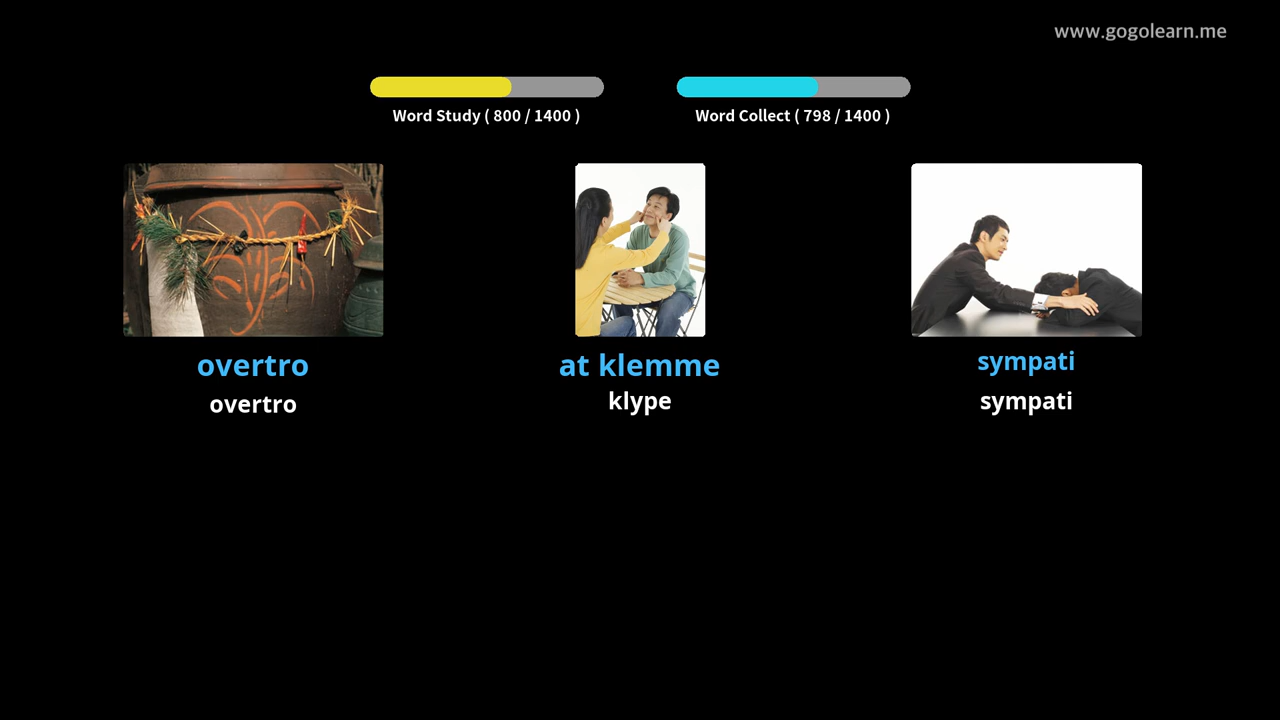 www.gogolearn.me
Word Study ( 800 / 1400 )
Word Collect ( 798 / 1400 )
overtro
overtro
at klemme
klype
sympati
sympati